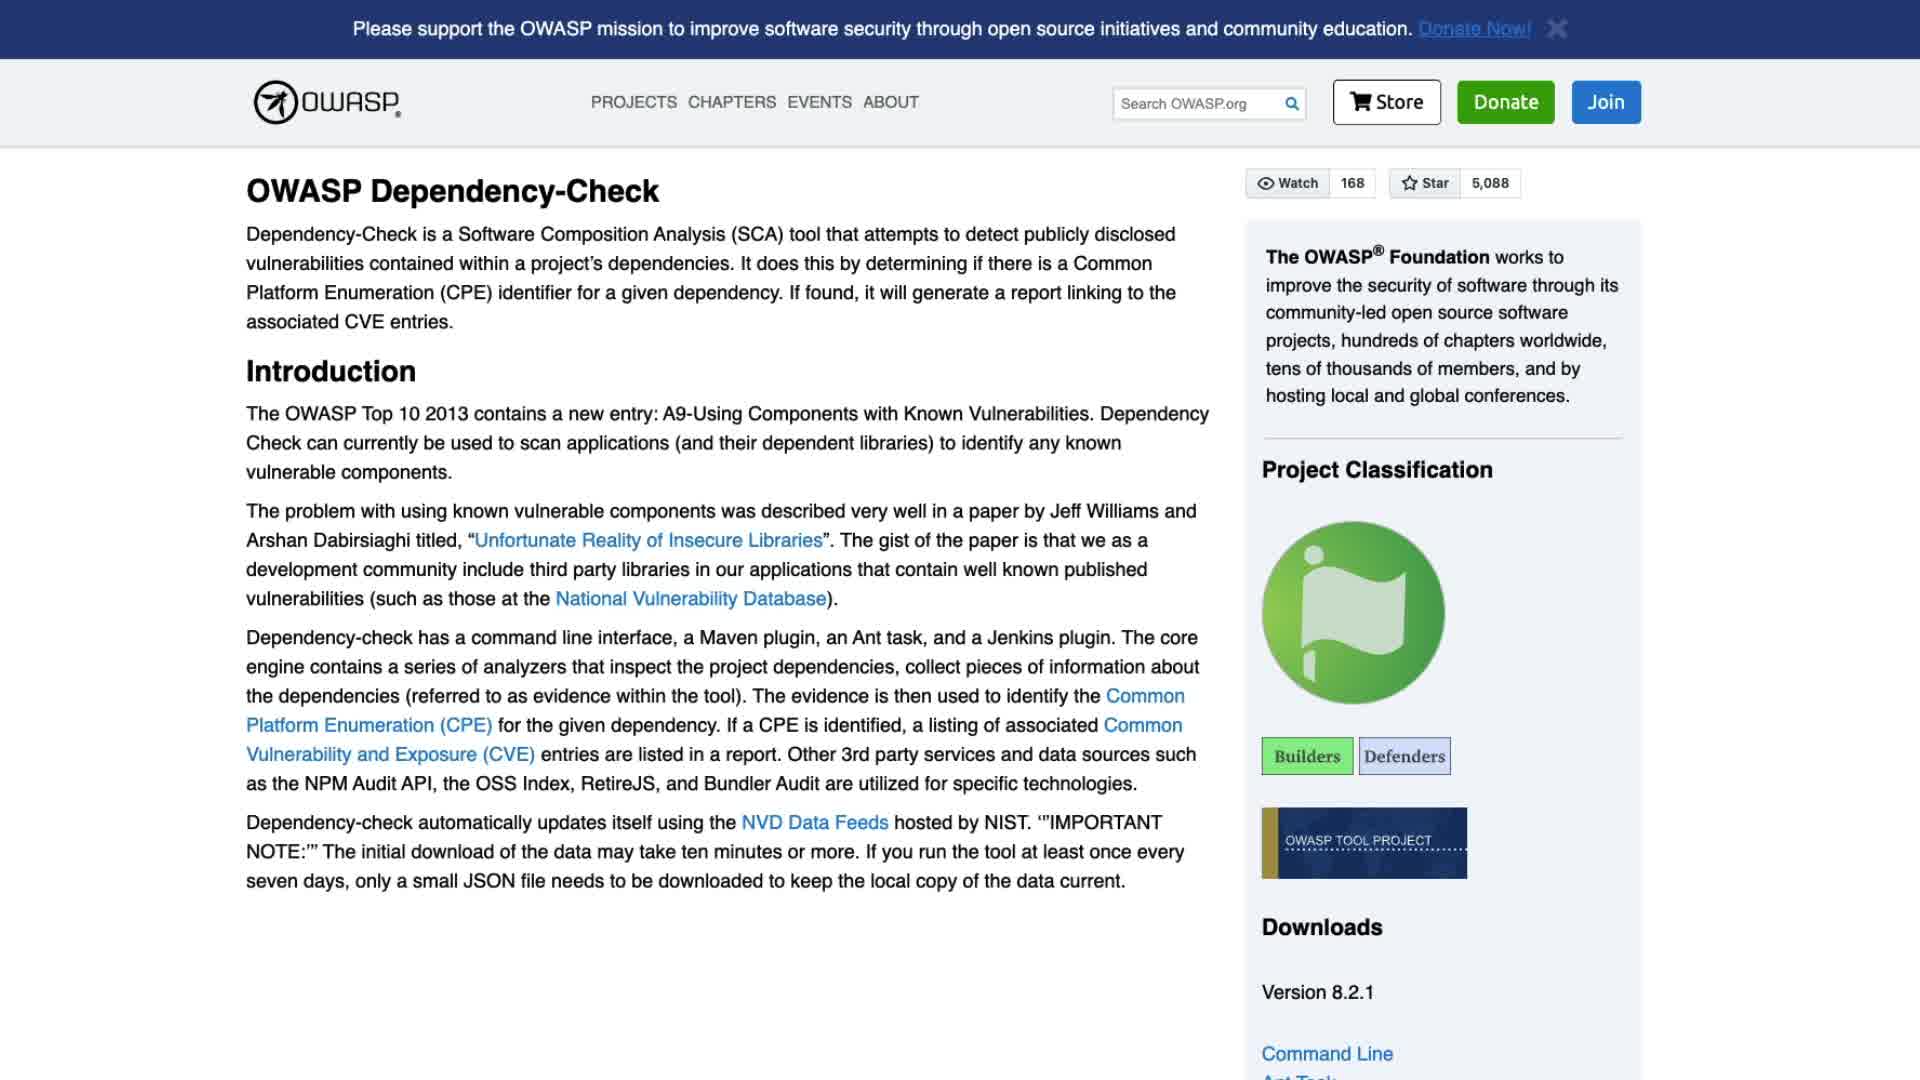 Please support the OWASP mission to improve software security through open source initiatives and community education. Donate Now!
OWASP®
PROJECTS CHAPTERS EVENTS ABOUT
Search OWASP.org
Store
Donate
Join
OWASP Dependency-Check
Dependency-Check is a Software Composition Analysis (SCA) tool that attempts to detect publicly disclosed
vulnerabilities contained within a project’s dependencies. It does this by determining if there is a Common
Platform Enumeration (CPE) identifier for a given dependency. If found, it will generate a report linking to the
associated CVE entries.
Introduction
The OWASP Top 10 2013 contains a new entry: A9-Using Components with Known Vulnerabilities. Dependency
Check can currently be used to scan applications (and their dependent libraries) to identify any known
vulnerable components.
The problem with using known vulnerable components was described very well in a paper by Jeff Williams and
Arshan Dabirsiaghi titled, “Unfortunate Reality of Insecure Libraries”. The gist of the paper is that we as a
development community include third party libraries in our applications that contain well known published
vulnerabilities (such as those at the National Vulnerability Database).
Dependency-check has a command line interface, a Maven plugin, an Ant task, and a Jenkins plugin. The core
engine contains a series of analyzers that inspect the project dependencies, collect pieces of information about
the dependencies (referred to as evidence within the tool). The evidence is then used to identify the Common
Platform Enumeration (CPE) for the given dependency. If a CPE is identified, a listing of associated Common
Vulnerability and Exposure (CVE) entries are listed in a report. Other 3rd party services and data sources such
as the NPM Audit API, the OSS Index, RetireJS, and Bundler Audit are utilized for specific technologies.
Dependency-check automatically updates itself using the NVD Data Feeds hosted by NIST. ‘”IMPORTANT
NOTE:’” The initial download of the data may take ten minutes or more. If you run the tool at least once every
seven days, only a small JSON file needs to be downloaded to keep the local copy of the data current.
Watch 168
Star 5,088
The OWASP® Foundation works to
improve the security of software through its
community-led open source software
projects, hundreds of chapters worldwide,
tens of thousands of members, and by
hosting local and global conferences.
Project Classification
Builders Defenders
OWASP TOOL PROJECT
Downloads
Version 8.2.1
Command Line
Ant Task